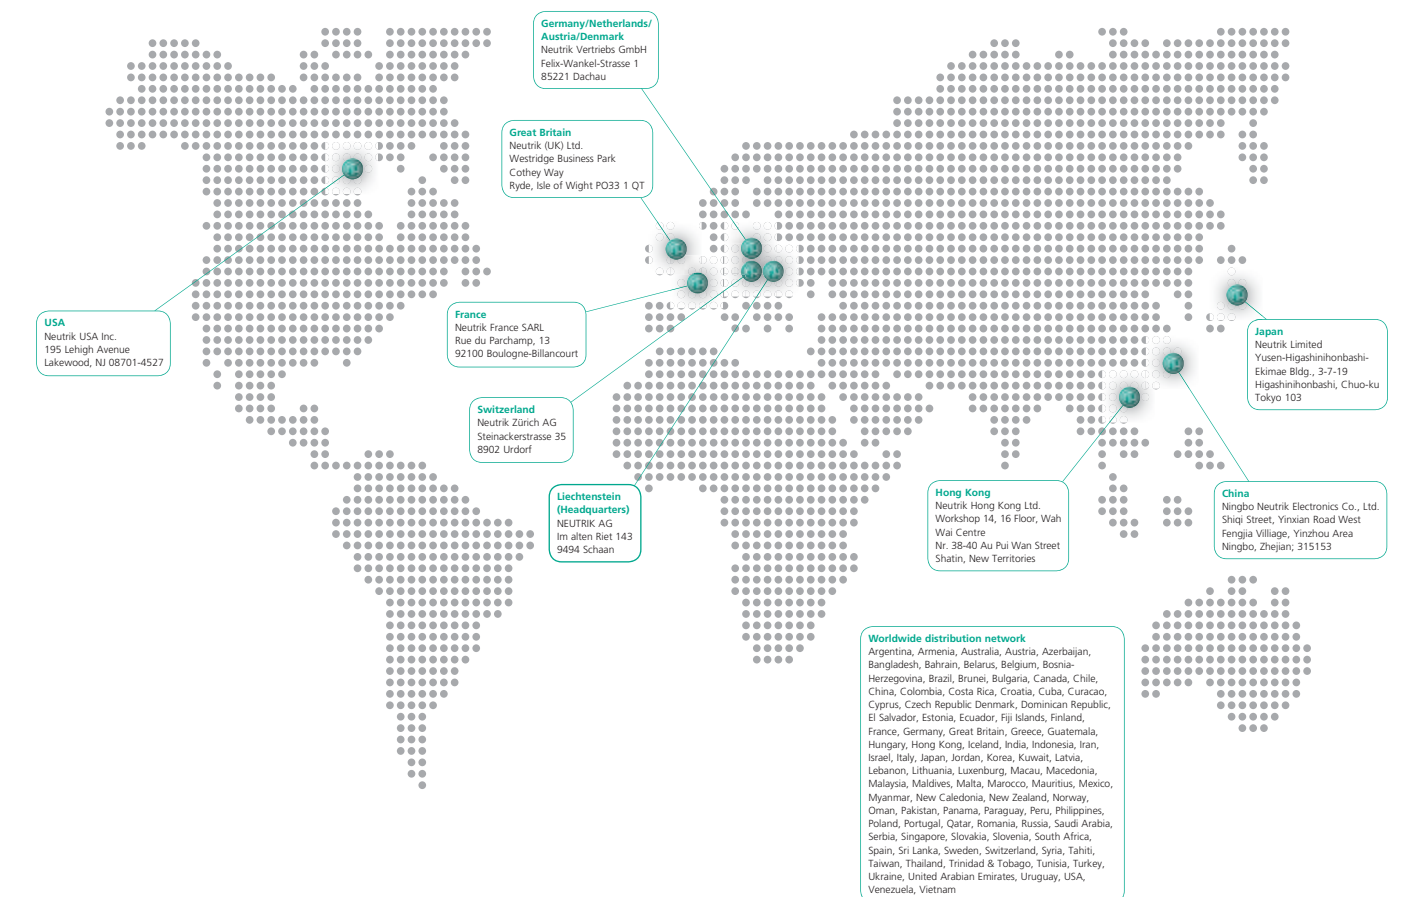 Germany/Netherlands/
Austria/Denmark
Neutrik Vertriebs GmbH
Felix-Wankel-Strasse 1
85221 Dachau
Great Britain
Neutrik (UK) Ltd.
Westridge Business Park
Cothey Way
Ryde, Isle of Wight PO33 1 QT
USA
Neutrik USA Inc.
195 Lehigh Avenue
Lakewood, NJ 08701-4527
France
Neutrik France SARL
Rue du Parchamp, 13
92100 Boulogne-Billancourt
Japan
Neutrik Limited
Yusen-Higashinihonbashi-
Ekimae Bldg., 3-7-19
Higashinihonbashi, Chuo-ku
Tokyo 103
Switzerland
Neutrik Zürich AG
Steinackerstrasse 35
8902 Urdorf
Liechtenstein
(Headquarters)
NEUTRIK AG
Im alten Riet 143
9494 Schaan
Hong Kong
Neutrik Hong Kong Ltd.
Workshop 14, 16 Floor, Wah
Wai Centre
Nr. 38-40 Au Pui Wan Street
Shatin, New Territories
China
Ningbo Neutrik Electronics Co., Ltd.
Shiqi Street, Yinxian Road West
Fengjia Villiage, Yinzhou Area
Ningbo, Zhejian; 315153
Worldwide distribution network
Argentina, Armenia, Australia, Austria, Azerbaijan,
Bangladesh, Bahrain, Belarus, Belgium, Bosnia-
Herzegovina, Brazil, Brunei, Bulgaria, Canada, Chile,
China, Colombia, Costa Rica, Croatia, Cuba, Curacao,
Cyprus, Czech Republic Denmark, Dominican Republic,
El Salvador, Estonia, Ecuador, Fiji Islands, Finland,
France, Germany, Great Britain, Greece, Guatemala,
Hungary, Hong Kong, Iceland, India, Indonesia, Iran,
Israel, Italy, Japan, Jordan, Korea, Kuwait, Latvia,
Lebanon, Lithuania, Luxenburg, Macau, Macedonia,
Malaysia, Maldives, Malta, Marocco, Mauritius, Mexico,
Myanmar, New Caledonia, New Zealand, Norway,
Oman, Pakistan, Panama, Paraguay, Peru, Philippines,
Poland, Portugal, Qatar, Romania, Russia, Saudi Arabia,
Serbia, Singapore, Slovakia, Slovenia, South Africa,
Spain, Sri Lanka, Sweden, Switzerland, Syria, Tahiti,
Taiwan, Thailand, Trinidad & Tobago, Tunisia, Turkey,
Ukraine, United Arabian Emirates, Uruguay, USA,
Venezuela, Vietnam